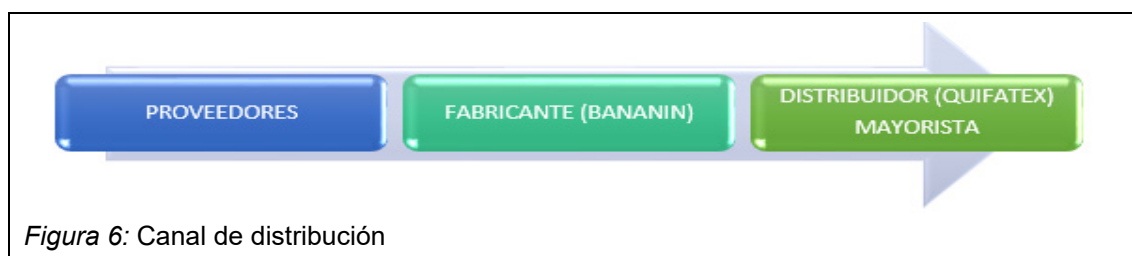 PROVEEDORES
FABRICANTE (BANANIN)
DISTRIBUIDOR (QUIFATEX)
MAYORISTA
Figura 6: Canal de distribución